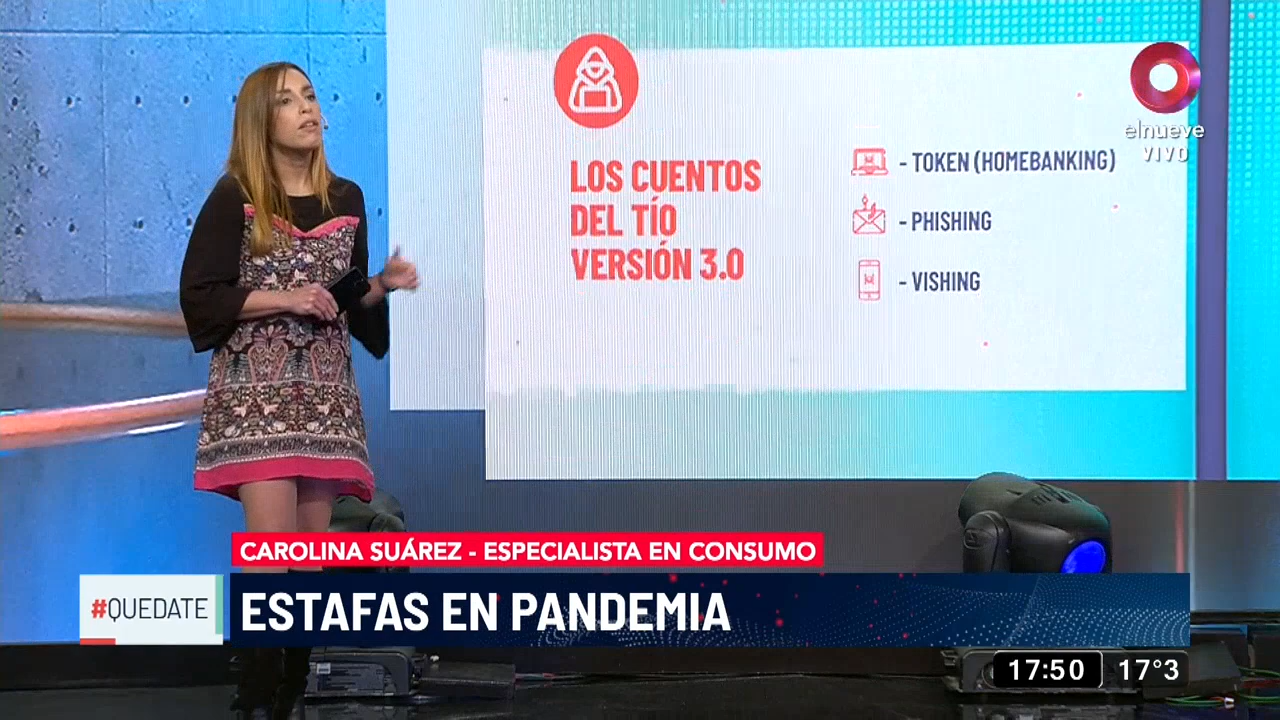 LOS CUENTOS
DEL TÍO
VERSIÓN 3.0
- TOKEN (HOMEBANKING)
- PHISHING
- VISHING
elnueve
VIVO
CAROLINA SUÁREZ - ESPECIALISTA EN CONSUMO
#QUEDATE
ESTAFAS EN PANDEMIA
17:50
17°3